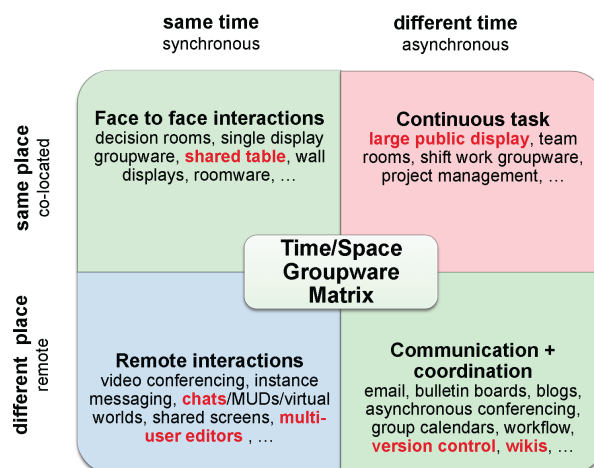 same time
synchronous
different time
asynchronous
same place
co-located
Face to face interactions
decision rooms, single display
groupware, shared table, wall
displays, roomware, …
Continuous task
large public display, team
rooms, shift work groupware,
project management, …
Time/Space
Groupware
Matrix
different place
remote
Remote interactions
video conferencing, instance
messaging, chats/MUDs/virtual
worlds, shared screens, multi-
user editors , …
Communication +
coordination
email, bulletin boards, blogs,
asynchronous conferencing,
group calendars, workflow,
version control, wikis, …